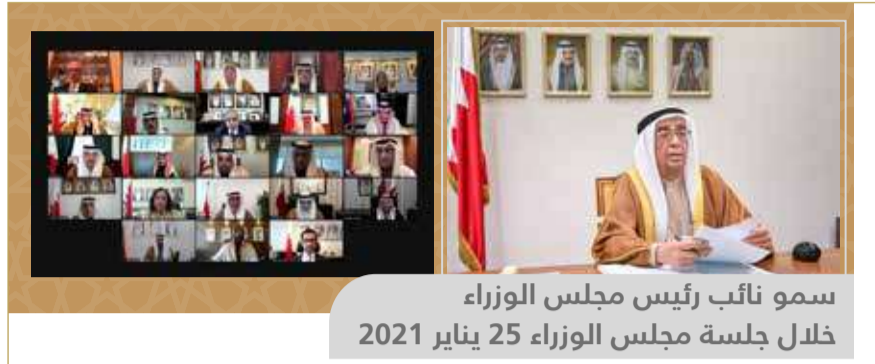 سمو نائب رئيس مجلس الوزراء
خلال جلسة مجلس الوزراء 25 يناير 2021